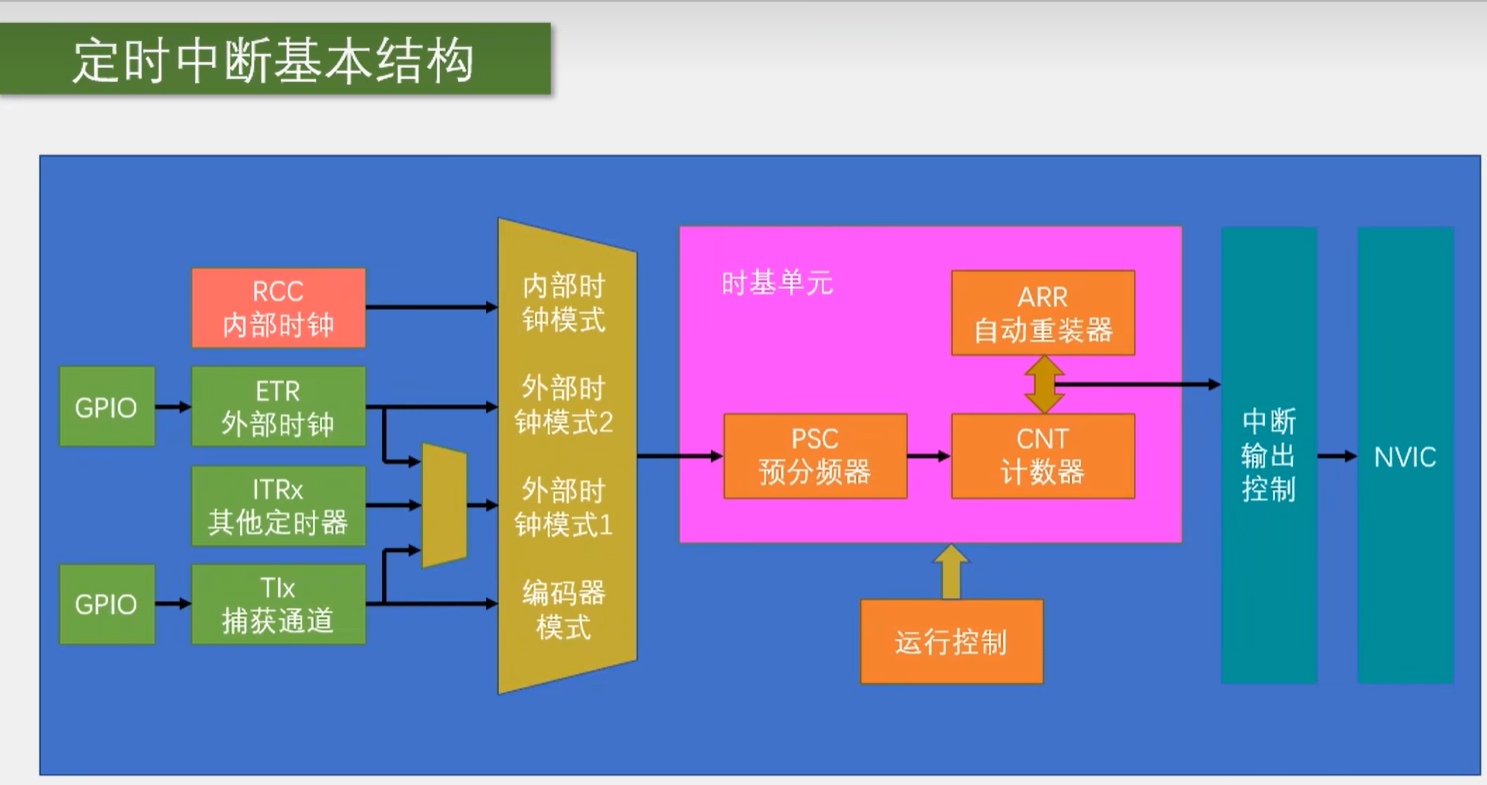 定时中断基本结构
RCC
内部时钟
GPIO
ETR
外部时钟
ITRx
其他定时器
GPIO
TIx
捕获通道
内部时
钟模式
外部时
钟模式2
外部时
钟模式1
编码器
模式
时基单元
ARR
自动重装器
PSC
预分频器
CNT
计数器
运行控制
中断
输出
控制
NVIC